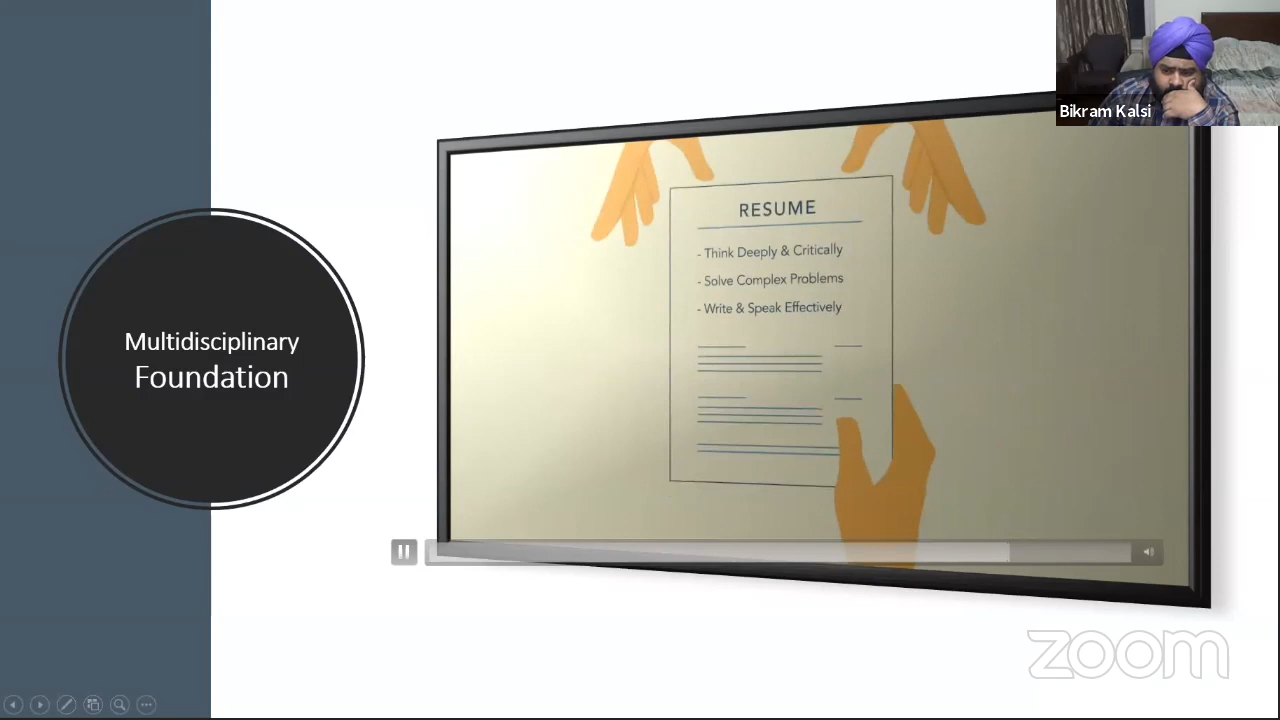 Bikram Kalsi
Multidisciplinary
Foundation
RESUME
- Think Deeply & Critically
- Solve Complex Problems
- Write & Speak Effectively
zoom